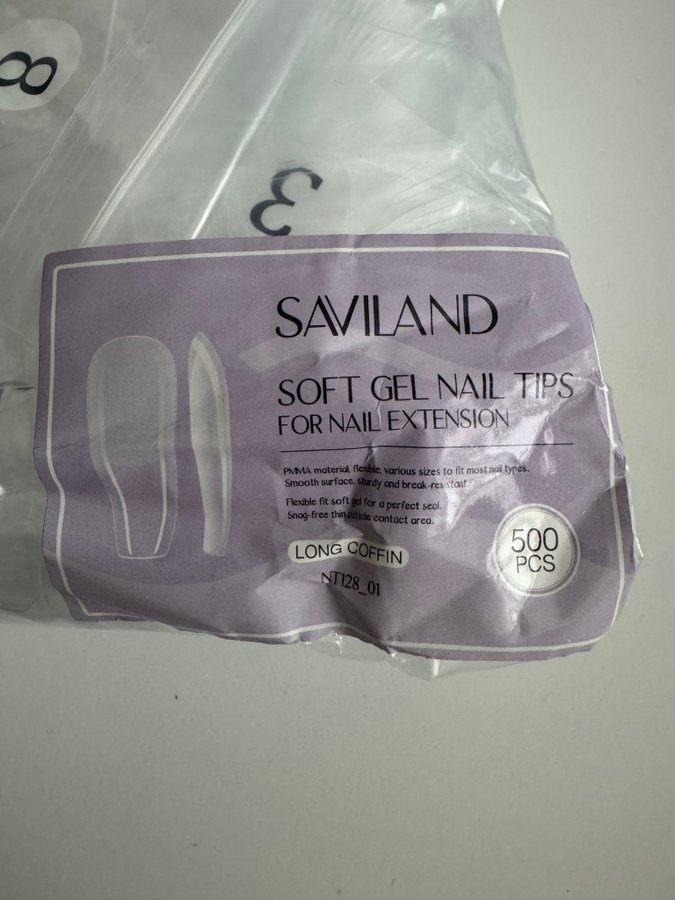 8
3
SAVILAND
SOFT GEL NAIL TIPS
FOR NAIL EXTENSION
PMMA material, flexible, various sizes to fit most nail types.
Smooth surface, sturdy and break-resistant.
Flexible fit soft gel for a perfect seal.
Snag-free thin cuticle contact area.
LONG COFFIN
NT128_01
500
PCS